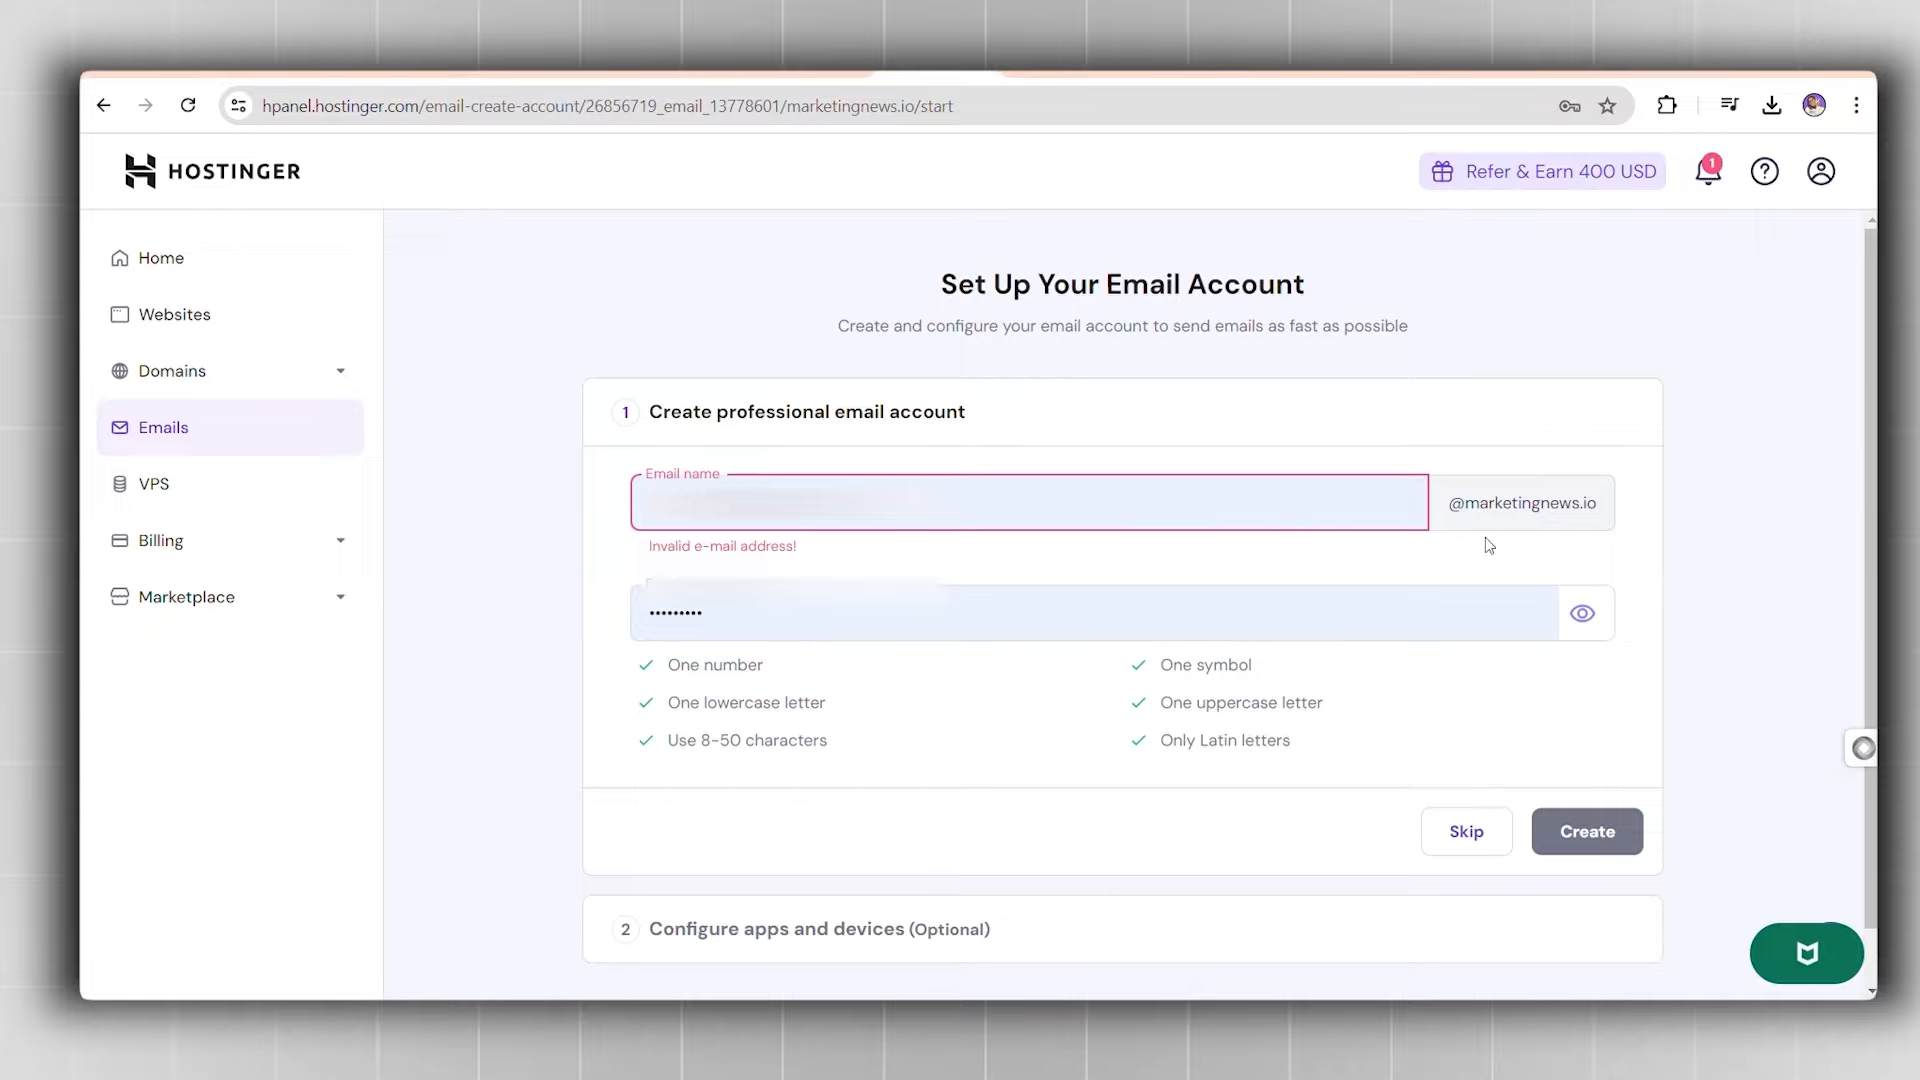 hpanel.hostinger.com/email-create-account/26856719_email_13778601/marketingnews.io/start
HOSTINGER
Refer & Earn 400 USD
1
Home
Websites
Domains
Emails
VPS
Billing
Marketplace
Set Up Your Email Account
Create and configure your email account to send emails as fast as possible
1 Create professional email account
Email name
@marketingnews.io
Invalid e-mail address!
•••••••••
One number
One symbol
One lowercase letter
One uppercase letter
Use 8-50 characters
Only Latin letters
Skip
Create
2 Configure apps and devices (Optional)